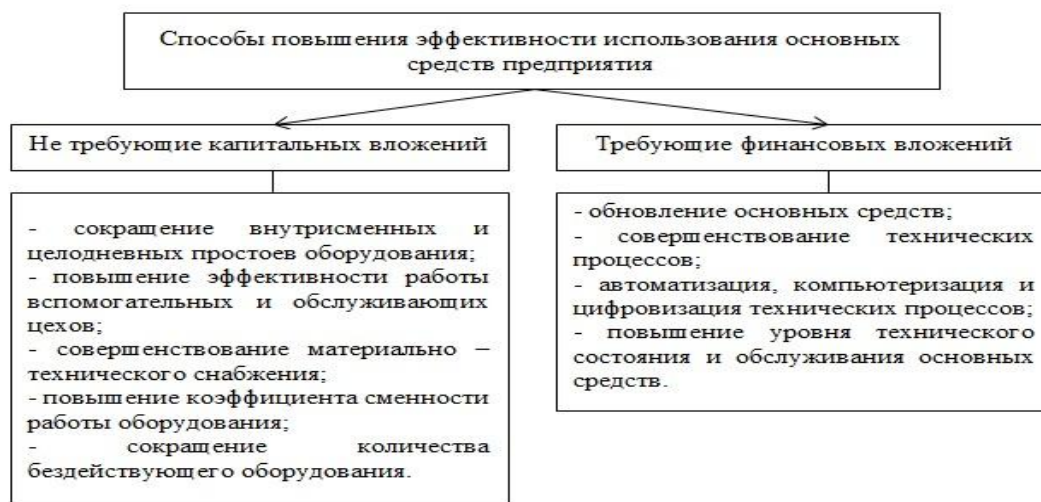 Способы повышения эффективности использования основных
средств предприятия
Не требующие капитальных вложений
- сокращение внутрисменных и
целодневных простоев оборудования;
- повышение эффективности работы
вспомогательных и обслуживающих
цехов;
- совершенствование материально –
технического снабжения;
- повышение коэффициента сменности
работы оборудования;
- сокращение количества
бездействующего оборудования.
Требующие финансовых вложений
- обновление основных средств;
- совершенствование технических
процессов;
- автоматизация, компьютеризация и
цифровизация технических процессов;
- повышение уровня технического
состояния и обслуживания основных
средств.